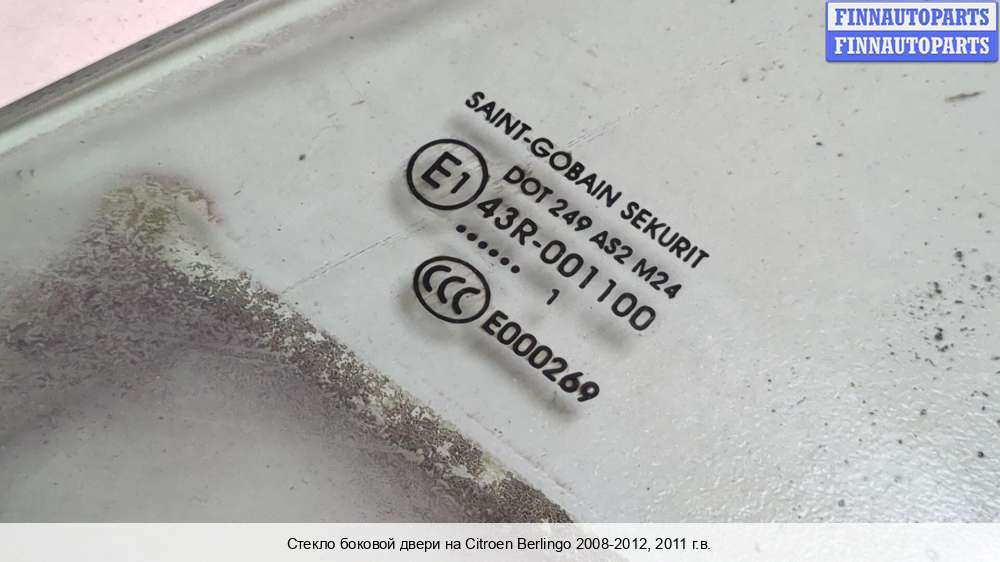 FINNAUTOPARTS
FINNAUTOPARTS
SAINT-GOBAIN SEKURIT
DOT 249 AS2 M24
E1
43R-001100
...... 1
CCC
E000269
Стекло боковой двери на Citroen Berlingo 2008-2012, 2011 г.в.